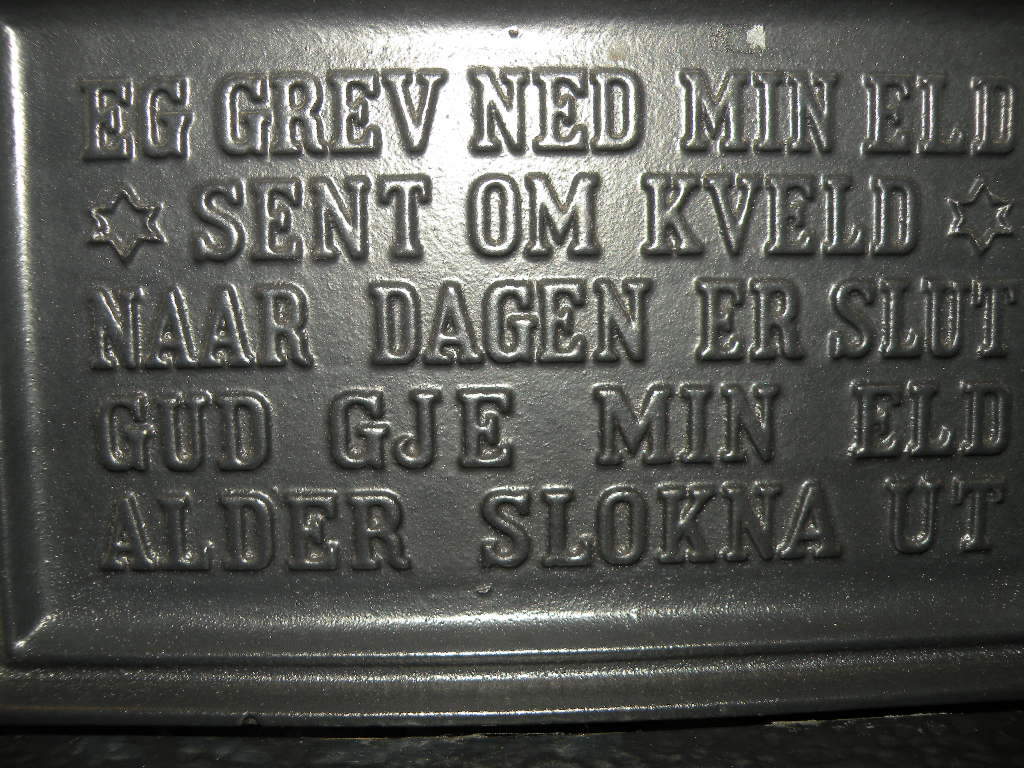 EG GREV NED MIN ELD
SENT OM KVELD
NAAR DAGEN ER SLUT
GUD GJE MIN ELD
ALDER SLOKNA UT